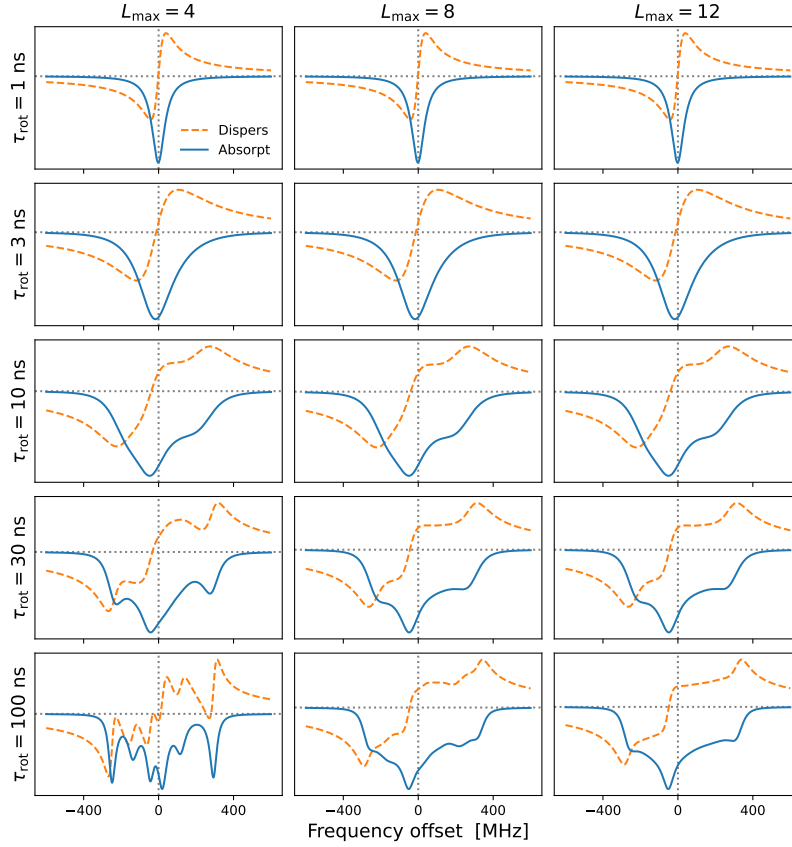 L_max = 4
L_max = 8
L_max = 12
τ_rot = 1 ns
Dispers
Absorpt
τ_rot = 3 ns
τ_rot = 10 ns
τ_rot = 30 ns
τ_rot = 100 ns
−400 0 400
−400 0 400
−400 0 400
Frequency offset [MHz]